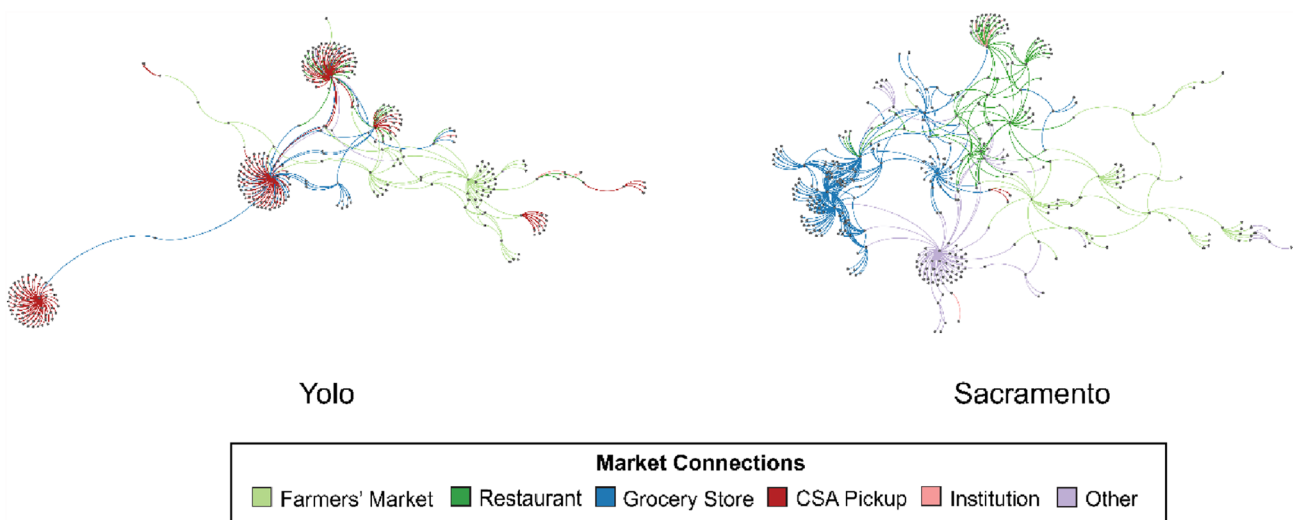 Yolo
Sacramento
Market Connections
Farmers' Market
Restaurant
Grocery Store
CSA Pickup
Institution
Other